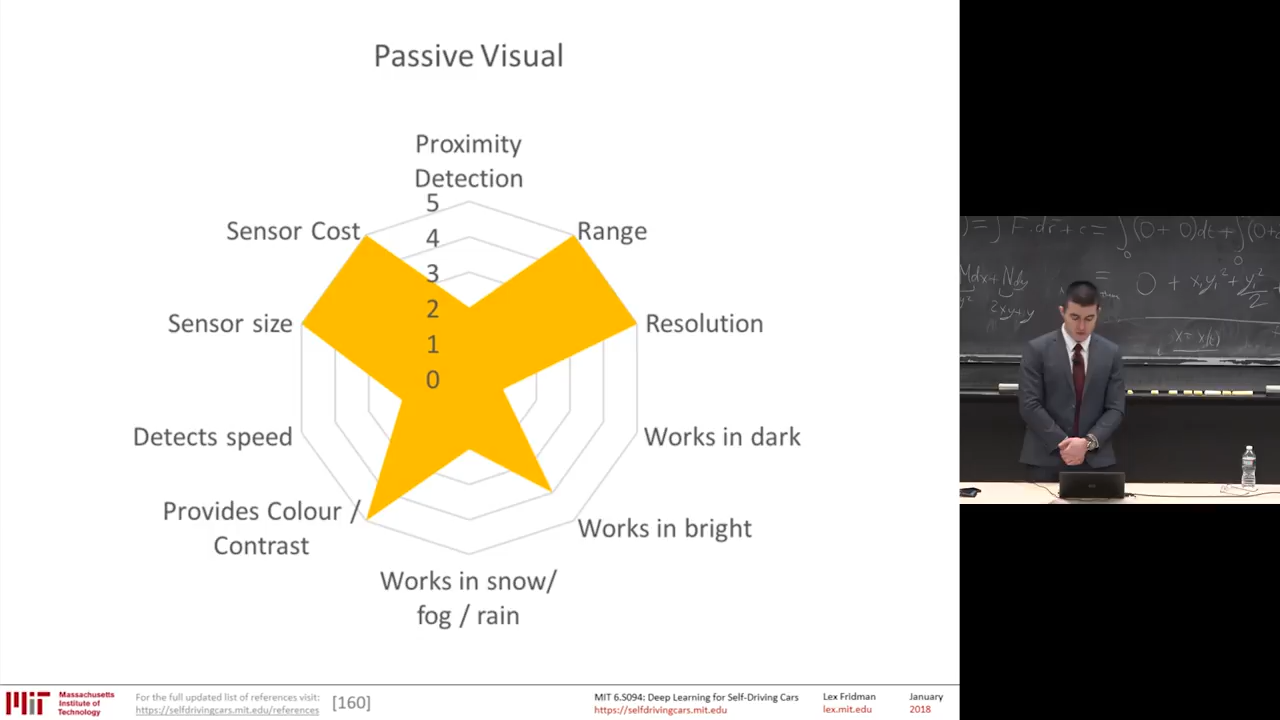 Passive Visual
Proximity
Detection
5
4
3
2
1
0
Sensor Cost
Range
Sensor size
Resolution
Detects speed
Works in dark
Provides Colour /
Contrast
Works in bright
Works in snow/
fog / rain
Massachusetts
Institute of
Technology
For the full updated list of references visit:
https://selfdrivingcars.mit.edu/references
[160]
MIT 6.S094: Deep Learning for Self-Driving Cars
https://selfdrivingcars.mit.edu
Lex Fridman
lex.mit.edu
January
2018